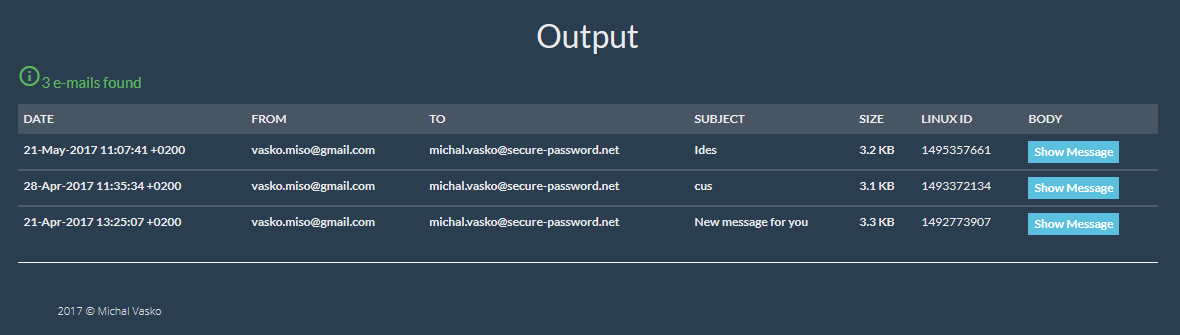 Output
3 e-mails found
DATE FROM TO SUBJECT SIZE LINUX ID BODY
21-May-2017 11:07:41 +0200 vasko.miso@gmail.com michal.vasko@secure-password.net Ides 3.2 KB 1495357661 Show Message
28-Apr-2017 11:35:34 +0200 vasko.miso@gmail.com michal.vasko@secure-password.net cus 3.1 KB 1493372134 Show Message
21-Apr-2017 13:25:07 +0200 vasko.miso@gmail.com michal.vasko@secure-password.net New message for you 3.3 KB 1492773907 Show Message
2017 © Michal Vasko